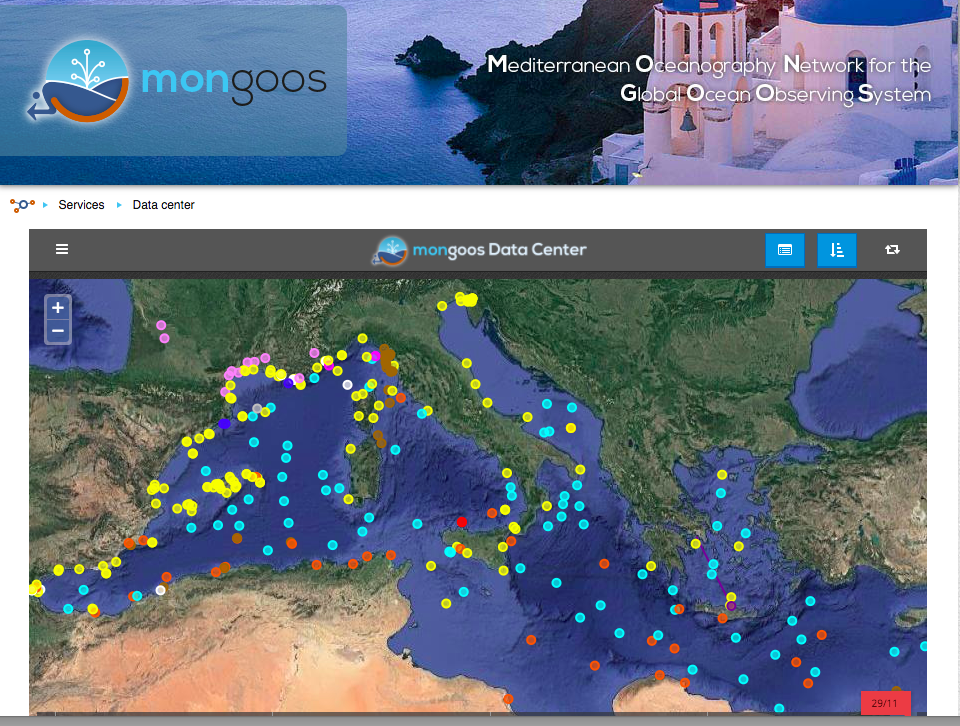 mongoos
Mediterranean Oceanography Network for the
Global Ocean Observing System
Services
Data center
mongoos Data Center
+
−
29/11